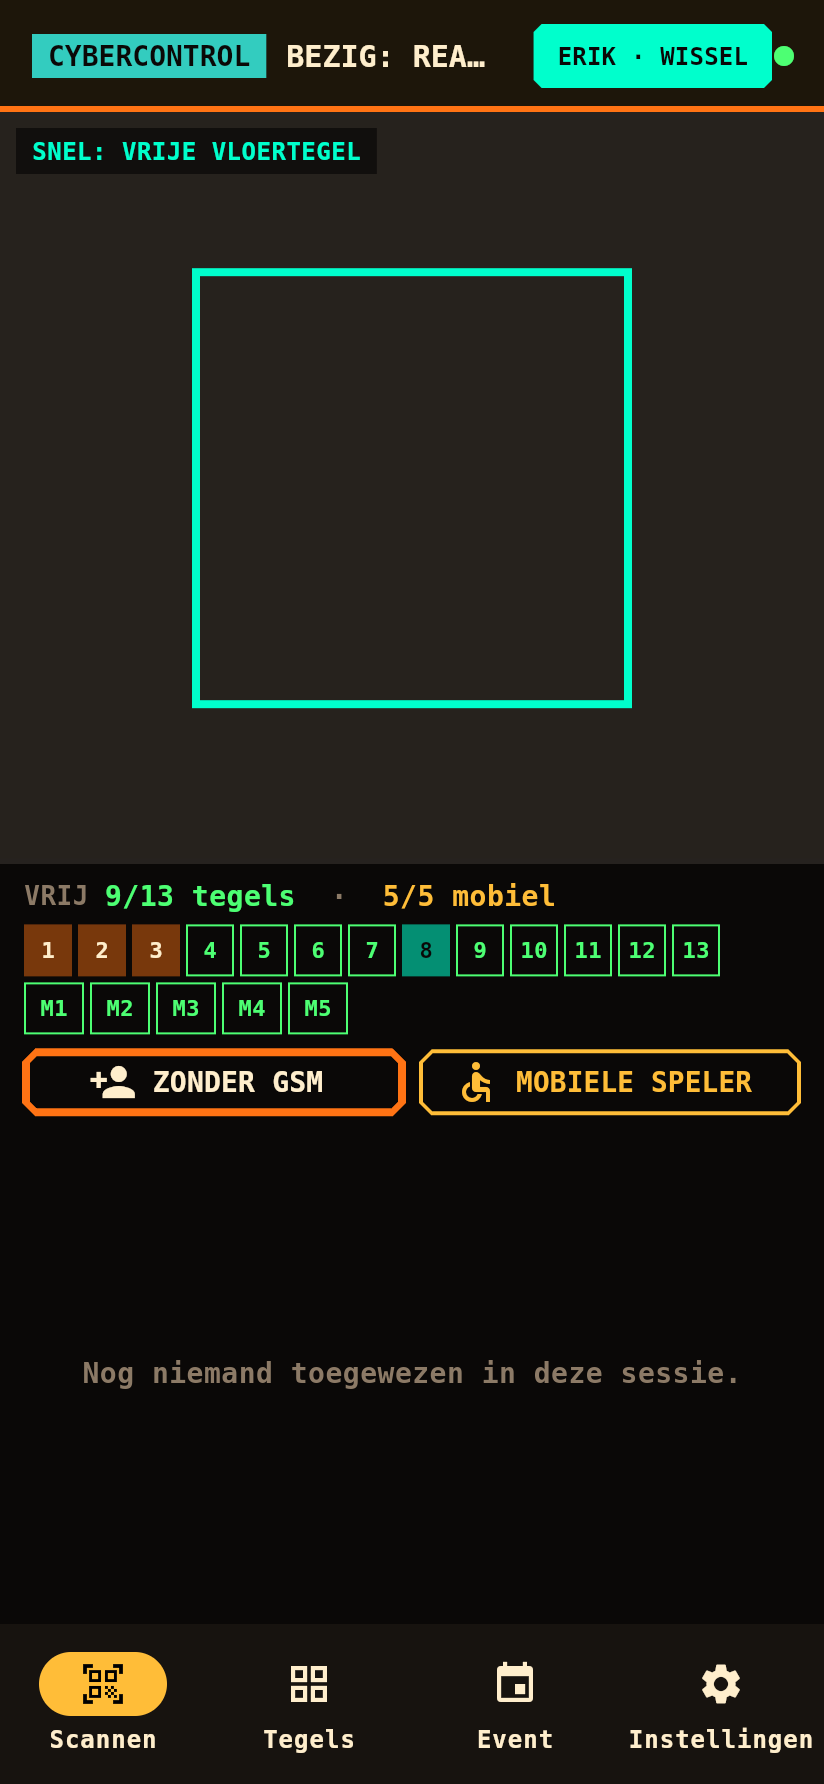 CYBERCONTROL BEZIG: REA… ERIK · WISSEL
SNEL: VRIJE VLOERTEGEL
VRIJ 9/13 tegels · 5/5 mobiel
1 2 3 4 5 6 7 8 9 10 11 12 13
M1 M2 M3 M4 M5
ZONDER GSM MOBIELE SPELER
Nog niemand toegewezen in deze sessie.
Scannen Tegels Event Instellingen